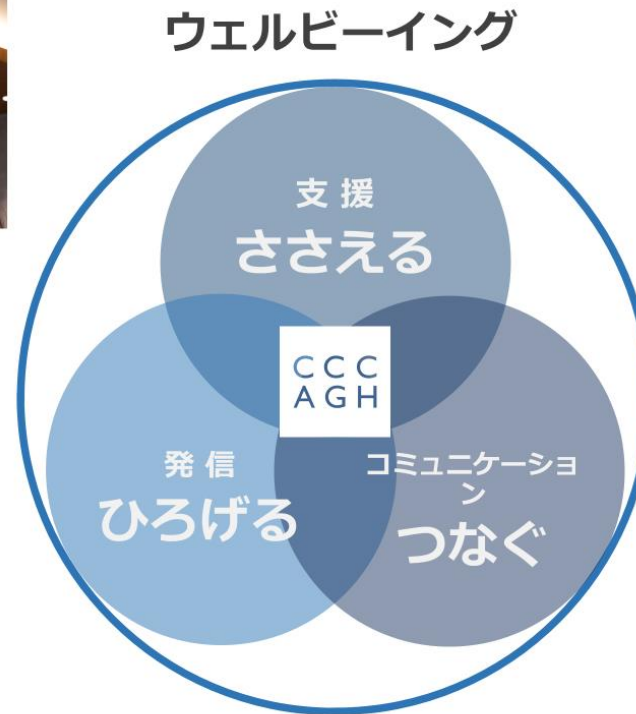 ウェルビーイング
支 援
ささえる
CCC
AGH
発 信
ひろげる
コミュニケーショ
ン
つなぐ